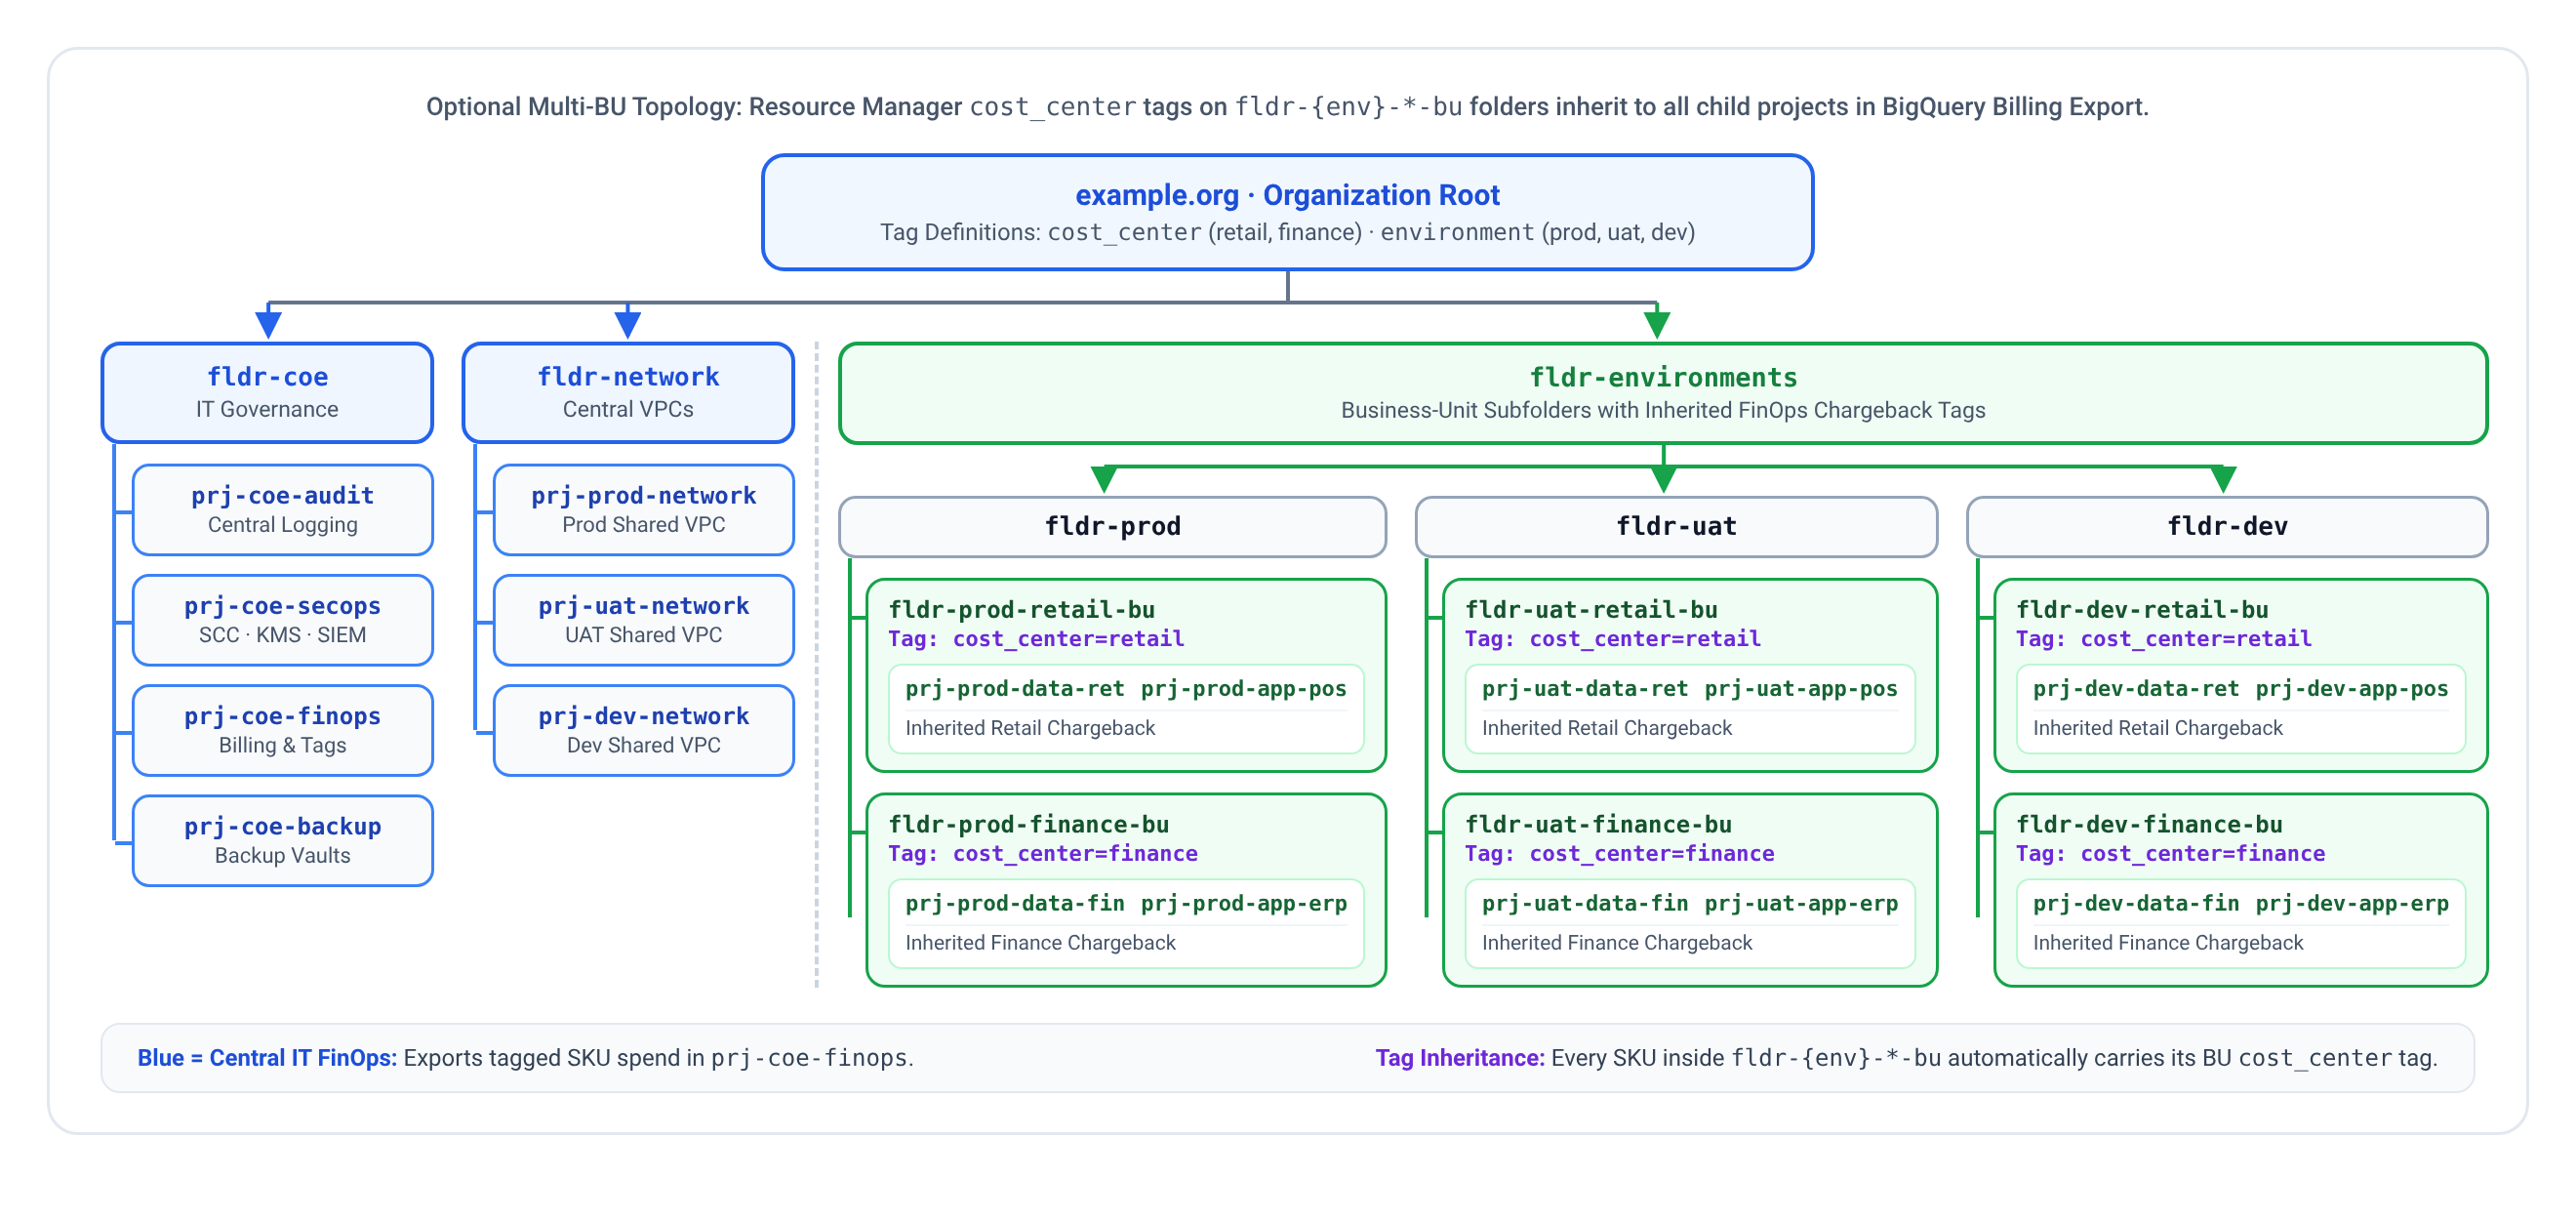 Optional Multi-BU Topology: Resource Manager cost_center tags on fldr-{env}-*-bu folders inherit to all child projects in BigQuery Billing Export.
example.org · Organization Root
Tag Definitions: cost_center (retail, finance) · environment (prod, uat, dev)
fldr-coe
IT Governance
prj-coe-audit
Central Logging
prj-coe-secops
SCC · KMS · SIEM
prj-coe-finops
Billing & Tags
prj-coe-backup
Backup Vaults
fldr-network
Central VPCs
prj-prod-network
Prod Shared VPC
prj-uat-network
UAT Shared VPC
prj-dev-network
Dev Shared VPC
fldr-environments
Business-Unit Subfolders with Inherited FinOps Chargeback Tags
fldr-prod
fldr-prod-retail-bu
Tag: cost_center=retail
prj-prod-data-ret prj-prod-app-pos
Inherited Retail Chargeback
fldr-prod-finance-bu
Tag: cost_center=finance
prj-prod-data-fin prj-prod-app-erp
Inherited Finance Chargeback
fldr-uat
fldr-uat-retail-bu
Tag: cost_center=retail
prj-uat-data-ret prj-uat-app-pos
Inherited Retail Chargeback
fldr-uat-finance-bu
Tag: cost_center=finance
prj-uat-data-fin prj-uat-app-erp
Inherited Finance Chargeback
fldr-dev
fldr-dev-retail-bu
Tag: cost_center=retail
prj-dev-data-ret prj-dev-app-pos
Inherited Retail Chargeback
fldr-dev-finance-bu
Tag: cost_center=finance
prj-dev-data-fin prj-dev-app-erp
Inherited Finance Chargeback
Blue = Central IT FinOps: Exports tagged SKU spend in prj-coe-finops.
Tag Inheritance: Every SKU inside fldr-{env}-*-bu automatically carries its BU cost_center tag.